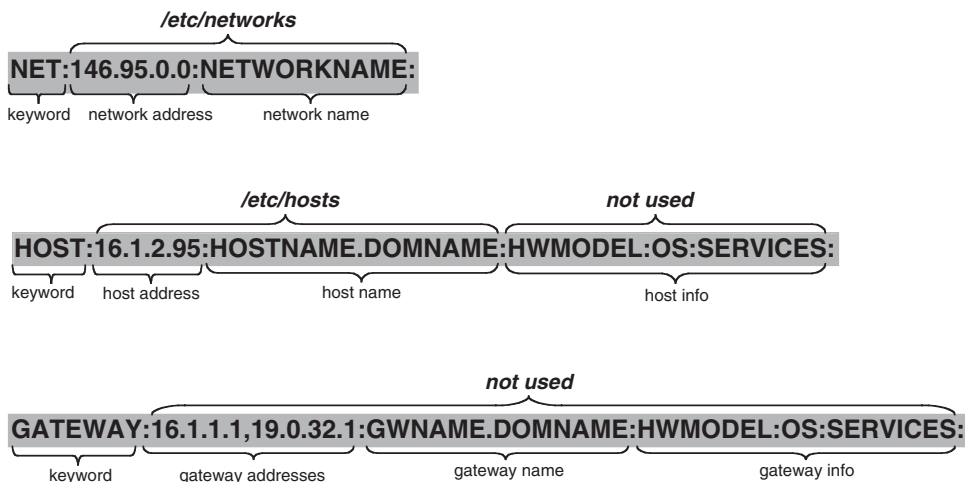 /etc/networks
NET:146.95.0.0:NETWORKNAME:
keyword network address network name
/etc/hosts not used
HOST:16.1.2.95:HOSTNAME.DOMNAME:HWMODEL:OS:SERVICES:
keyword host address host name host info
not used
GATEWAY:16.1.1.1,19.0.32.1:GWNAME.DOMNAME:HWMODEL:OS:SERVICES:
keyword gateway addresses gateway name gateway info